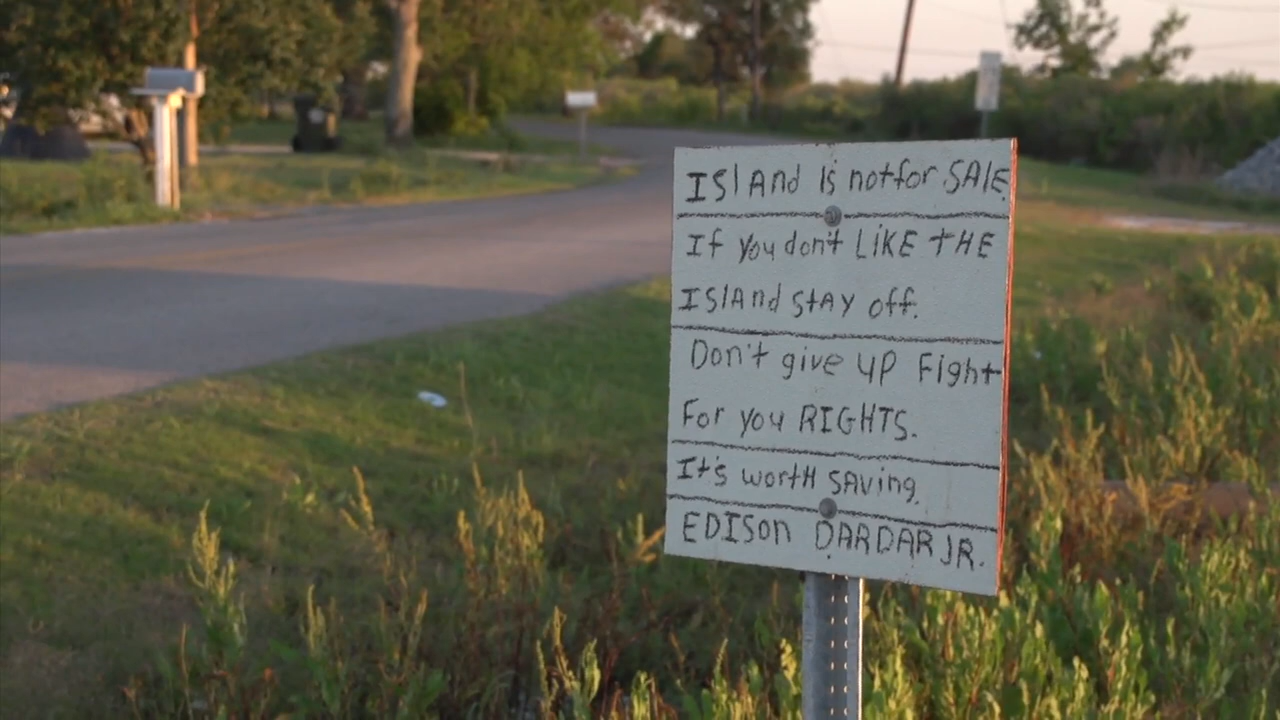 ISlAnd Is notfor SAlE
If you don't LiKE tHE
ISlAnd StAY off.
Don't give uP Fight
For you RIGHTS.
It's wortH SAving.
EDISon DARDAR JR.